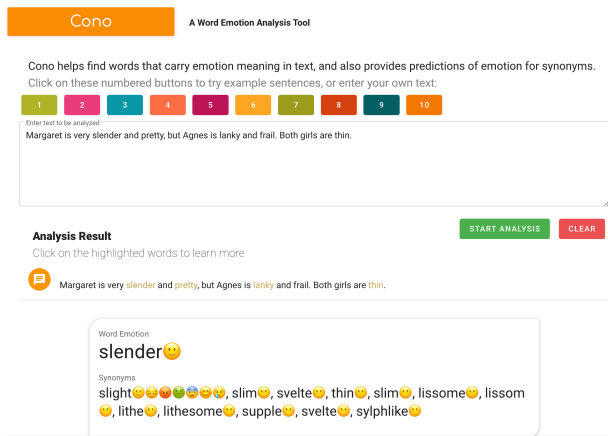 Cono
A Word Emotion Analysis Tool
Cono helps find words that carry emotion meaning in text, and also provides predictions of emotion for synonyms.
Click on these numbered buttons to try example sentences, or enter your own text:
1 2 3 4 5 6 7 8 9 10
Enter text to be analyzed
Margaret is very slender and pretty, but Agnes is lanky and frail. Both girls are thin.
START ANALYSIS CLEAR
Analysis Result
Click on the highlighted words to learn more
Margaret is very slender and pretty, but Agnes is lanky and frail. Both girls are thin.
Word Emotion
slender🙂
Synonyms
slight🙂😔😡🤢😨😊😢, slim🙂, svelte🙂, thin🙂, slim🙂, lissome🙂, lissom
🙂, lithe🙂, lithesome🙂, supple🙂, svelte🙂, sylphlike🙂